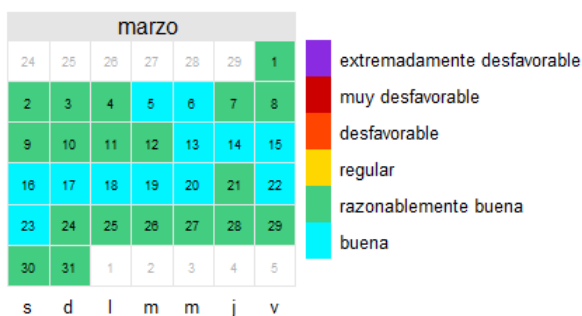 marzo
24 25 26 27 28 29 1
2 3 4 5 6 7 8
9 10 11 12 13 14 15
16 17 18 19 20 21 22
23 24 25 26 27 28 29
30 31 1 2 3 4 5
s d l m m j v
extremadamente desfavorable
muy desfavorable
desfavorable
regular
razonablemente buena
buena